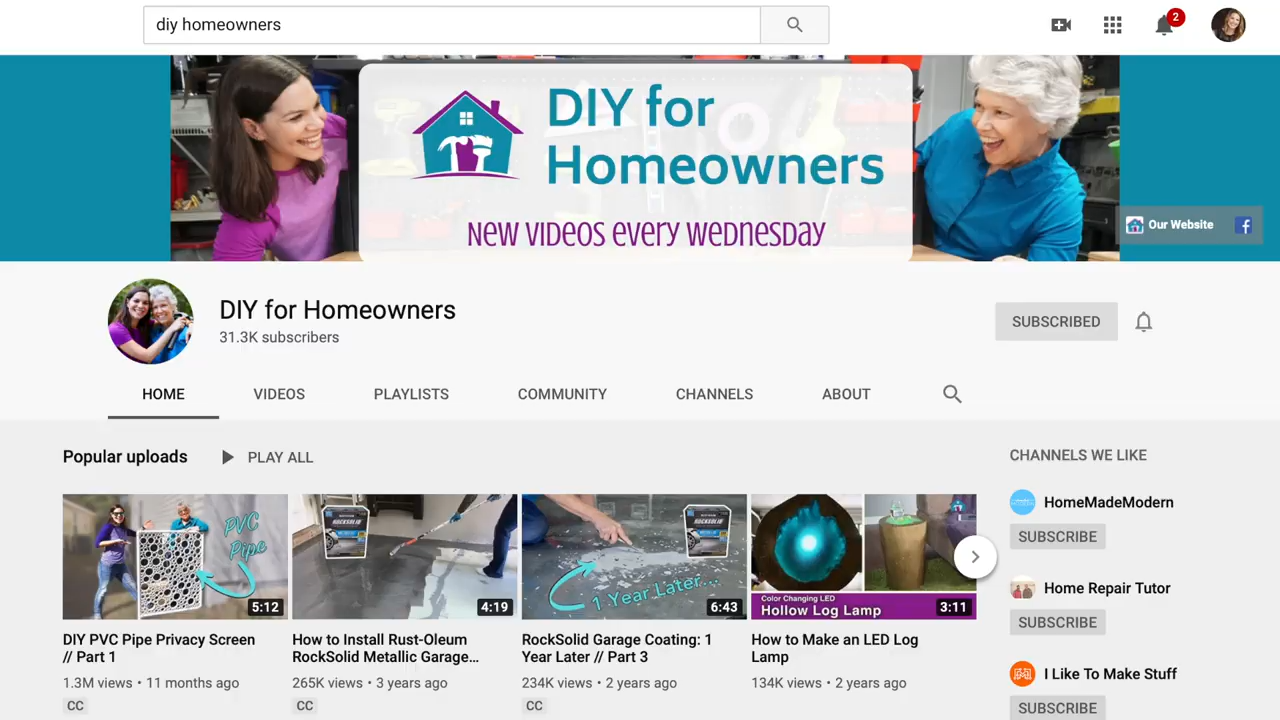 diy homeowners
2
DIY for
Homeowners
New videos every Wednesday
Our Website
DIY for Homeowners
31.3K subscribers
SUBSCRIBED
HOME
VIDEOS
PLAYLISTS
COMMUNITY
CHANNELS
ABOUT
Popular uploads
PLAY ALL
CHANNELS WE LIKE
PVC
Pipe
5:12
DIY PVC Pipe Privacy Screen
// Part 1
1.3M views • 11 months ago
CC
ROCKSOLID
4:19
How to Install Rust-Oleum
RockSolid Metallic Garage...
265K views • 3 years ago
CC
ROCKSOLID
1 Year Later...
6:43
RockSolid Garage Coating: 1
Year Later // Part 3
234K views • 2 years ago
CC
Color Changing LED
Hollow Log Lamp
3:11
How to Make an LED Log
Lamp
134K views • 2 years ago
HomeMadeModern
SUBSCRIBE
Home Repair Tutor
SUBSCRIBE
I Like To Make Stuff
SUBSCRIBE